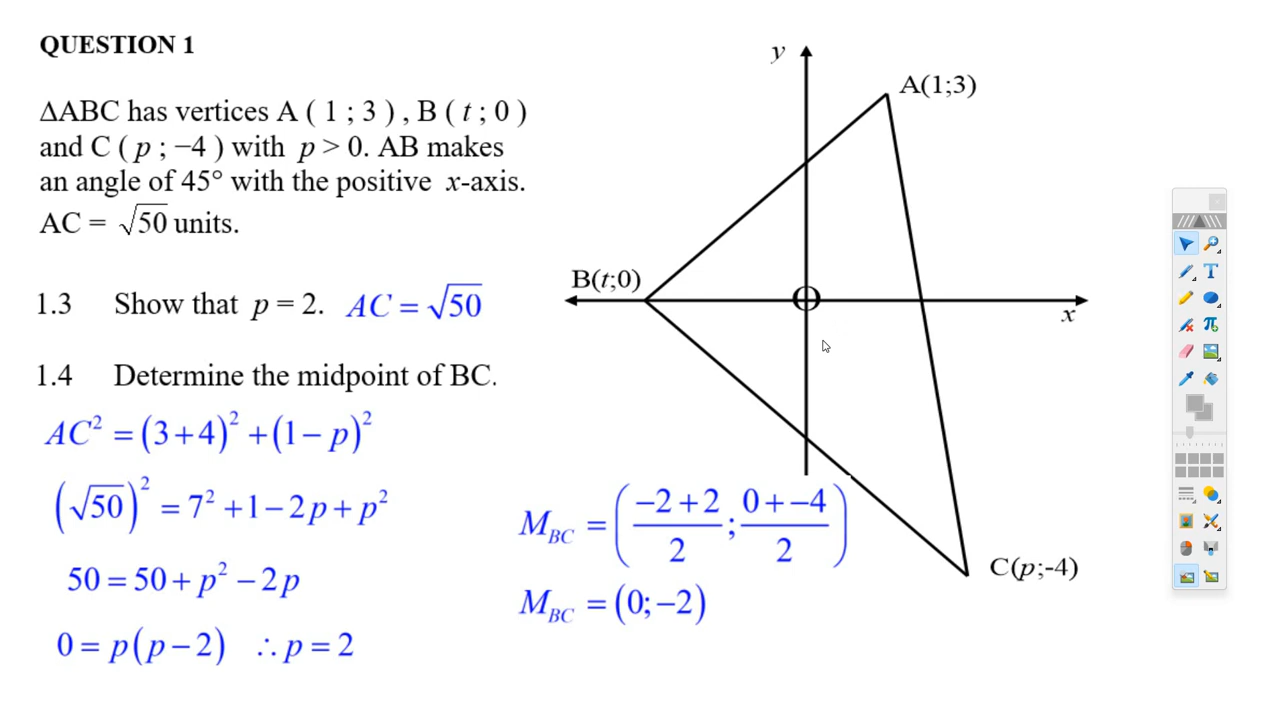 QUESTION 1
ΔABC has vertices A ( 1 ; 3 ) , B ( t ; 0 )
and C ( p ; −4 ) with p > 0. AB makes
an angle of 45° with the positive x-axis.
AC = √50 units.
1.3 Show that p = 2. AC = √50
1.4 Determine the midpoint of BC.
AC² = (3+4)² + (1− p)²
(√50)² = 7² +1−2p + p²
50 = 50 + p² − 2p
0 = p(p−2) ∴ p = 2
y
A(1;3)
B(t;0)
O
x
C(p;-4)
M_BC = ((−2+2)/2 ; (0+−4)/2)
M_BC = (0;−2)